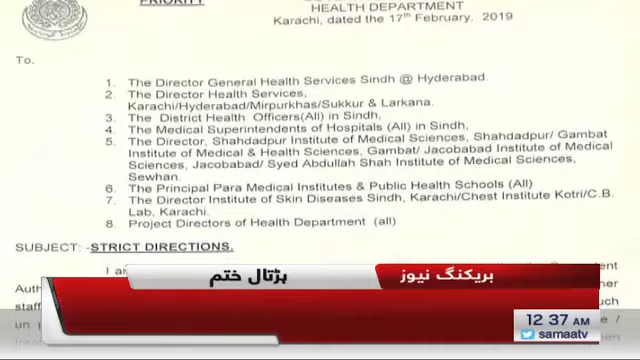 PRIORITY
HEALTH DEPARTMENT
Karachi, dated the 17th February, 2019
To,
1. The Director General Health Services Sindh @ Hyderabad.
2. The Director Health Services,
Karachi/Hyderabad/Mirpurkhas/Sukkur & Larkana.
3. The District Health Officers(All) in Sindh,
4. The Medical Superintendents of Hospitals (All) in Sindh,
5. The Director, Shahdadpur Institute of Medical Sciences, Shahdadpur/ Gambat
Institute of Medical & Health Sciences, Gambat/ Jacobabad Institute of Medical
Sciences, Jacobabad/ Syed Abdullah Shah Institute of Medical Sciences,
Sewhan.
6. The Principal Para Medical Institutes & Public Health Schools (All)
7. The Director Institute of Skin Diseases Sindh, Karachi/Chest Institute Kotri/C.B.
Lab, Karachi.
8. Project Directors of Health Department (all)
SUBJECT: -STRICT DIRECTIONS.
I am
Auth
staff
un
بریکنگ نیوز
ہڑتال ختم
12 37 AM
samaatv